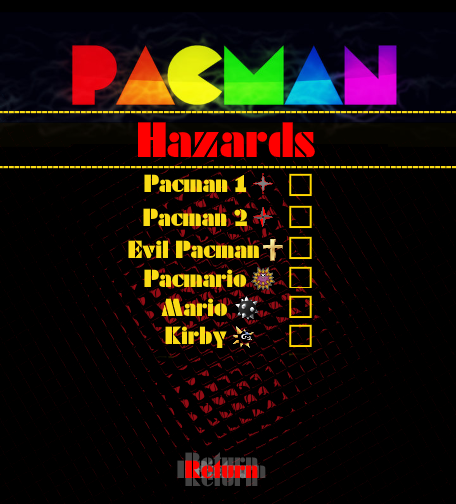 PACMAN
Hazards
Pacman 1
Pacman 2
Evil Pacman
Pacmario
Mario
Kirby
Return